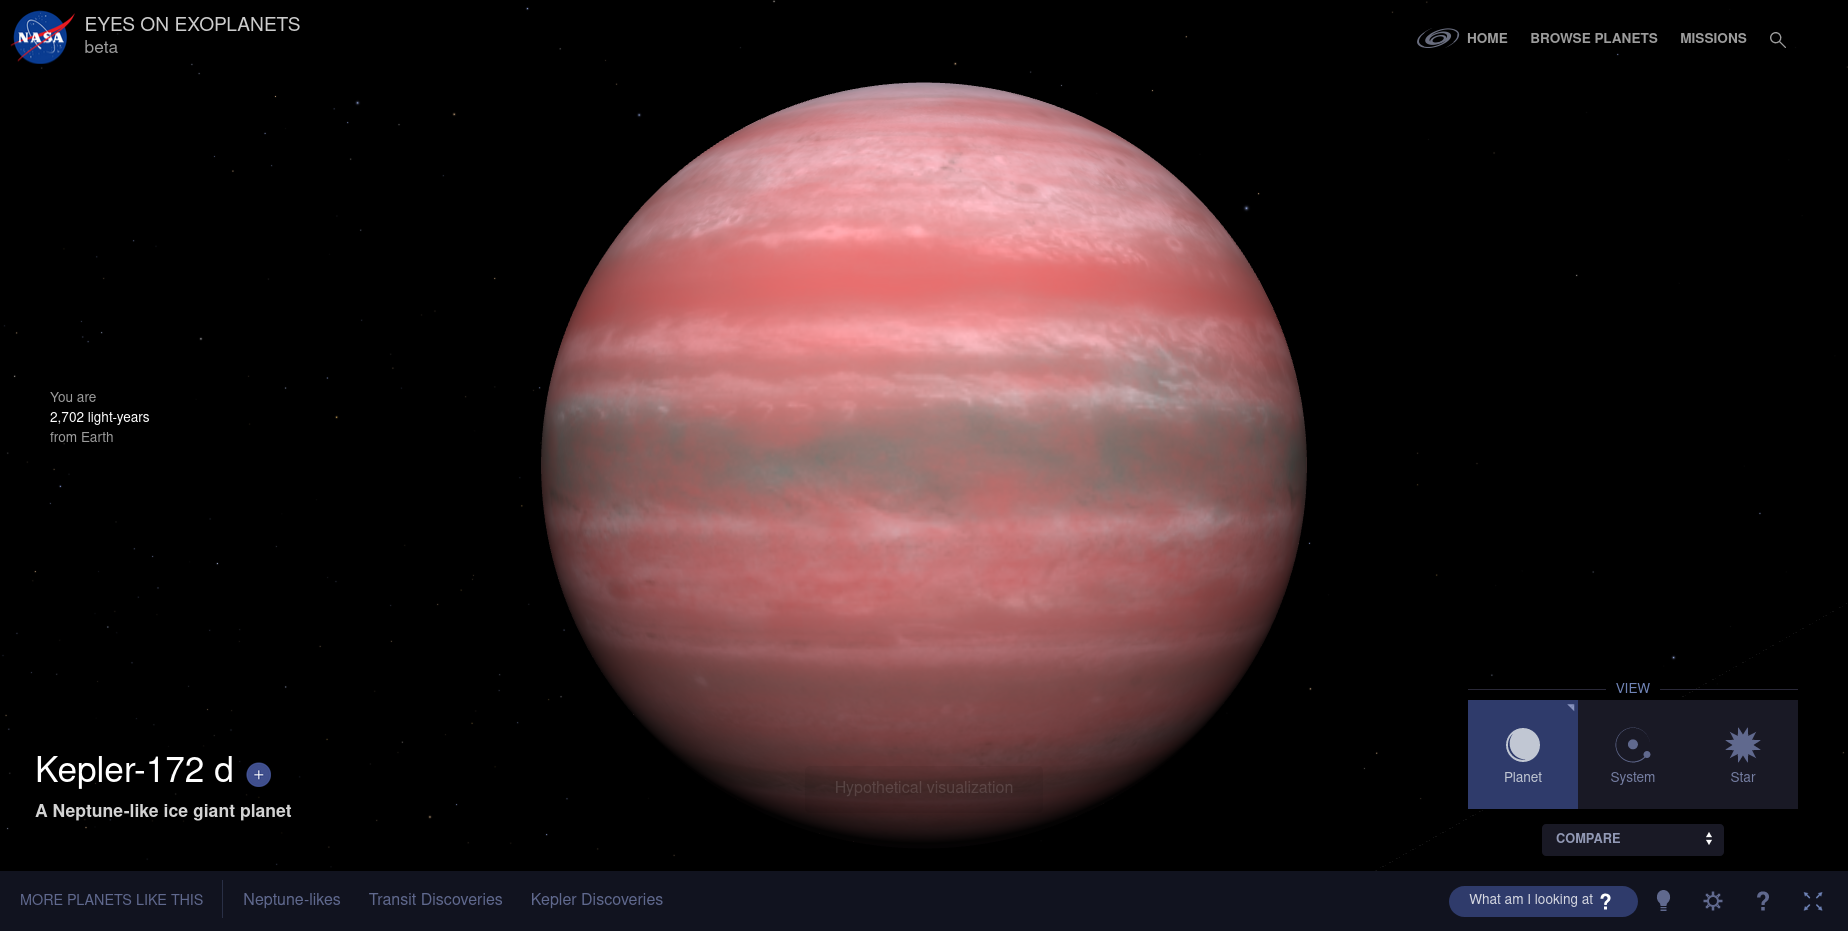 NASA
EYES ON EXOPLANETS
beta
HOME
BROWSE PLANETS
MISSIONS
You are
2,702 light-years
from Earth
Kepler-172 d +
A Neptune-like ice giant planet
Hypothetical visualization
VIEW
Planet
System
Star
COMPARE
MORE PLANETS LIKE THIS
Neptune-likes
Transit Discoveries
Kepler Discoveries
What am I looking at ?
?